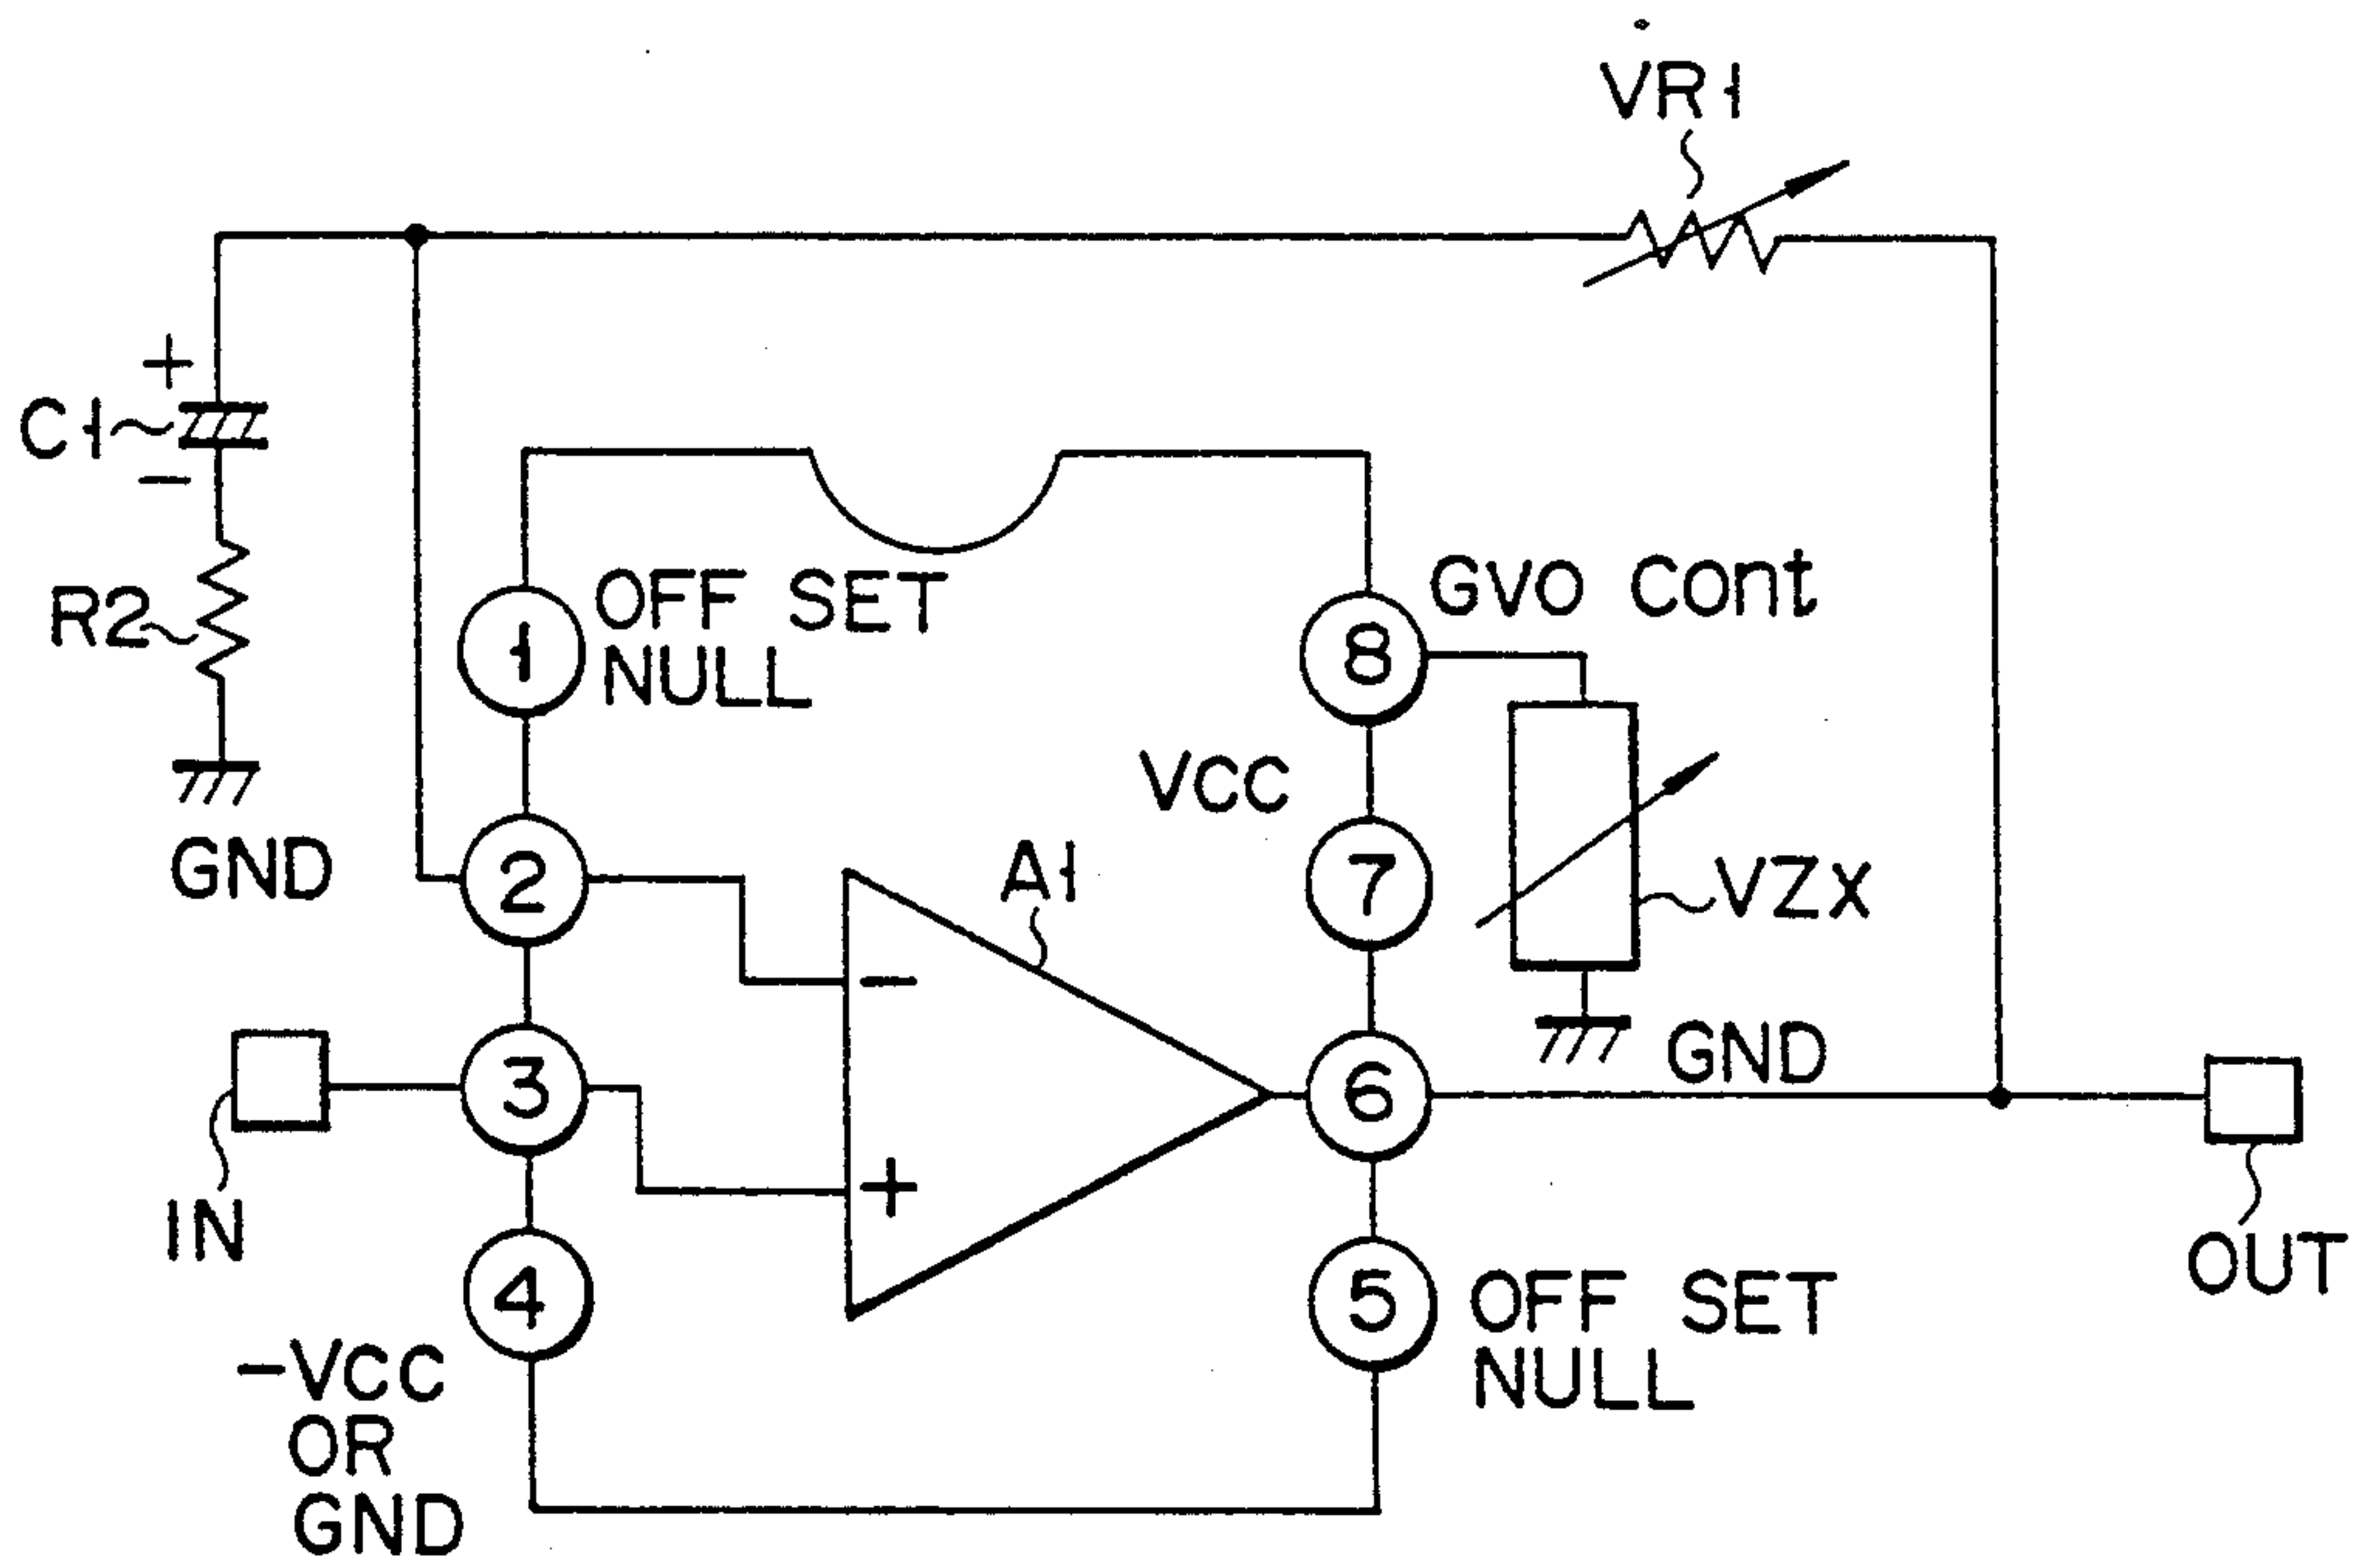 VR1
+
C1
−
R2
GND
1
OFF SET
NULL
8
GVO Cont
VCC
2
A1
7
VZX
−
GND
3
6
IN
+
OUT
4
5
OFF SET
NULL
-VCC
OR
GND